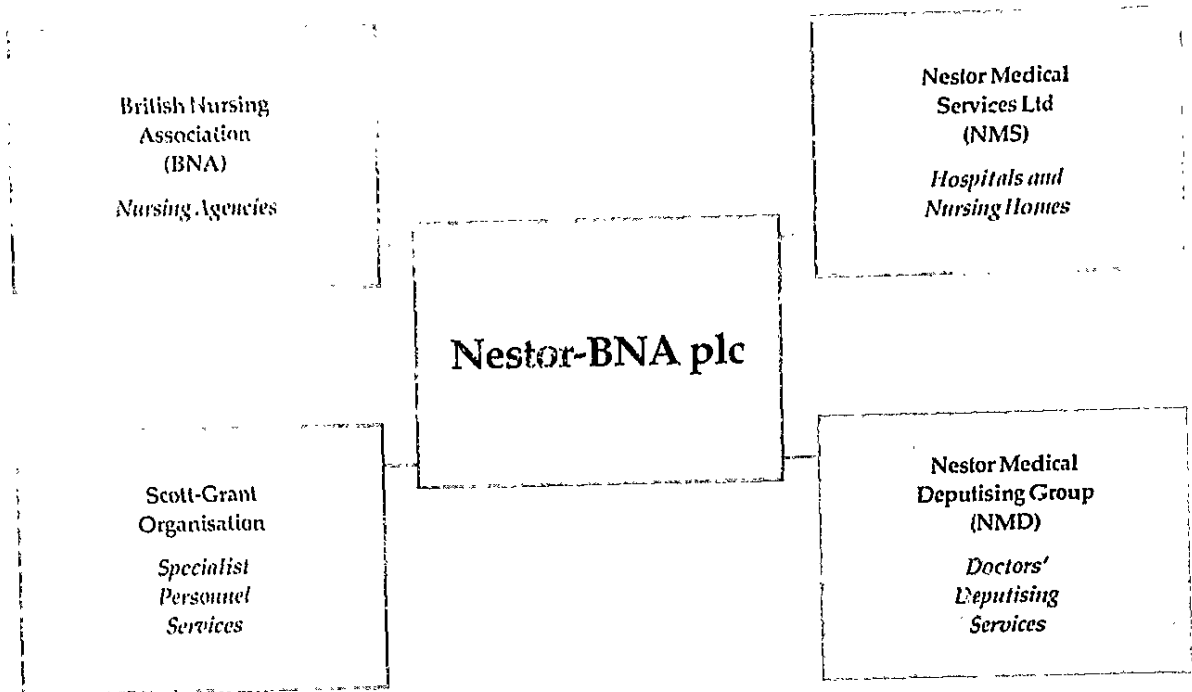 British Nursing
Association
(BNA)
Nursing Agencies
Nestor Medical
Services Ltd
(NMS)
Hospitals and
Nursing Homes
Nestor-BNA plc
Scott-Grant
Organisation
Specialist
Personnel
Services
Nestor Medical
Deputising Group
(NMD)
Doctors'
Deputising
Services